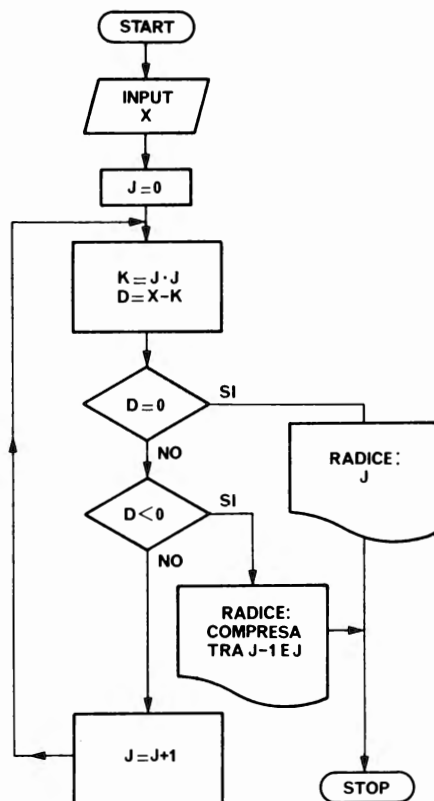 START
INPUT
X
J=0
K=J·J
D=X-K
D=0
SI
NO
RADICE:
J
D<0
SI
NO
RADICE:
COMPRESA
TRA J-1 E J
J=J+1
STOP